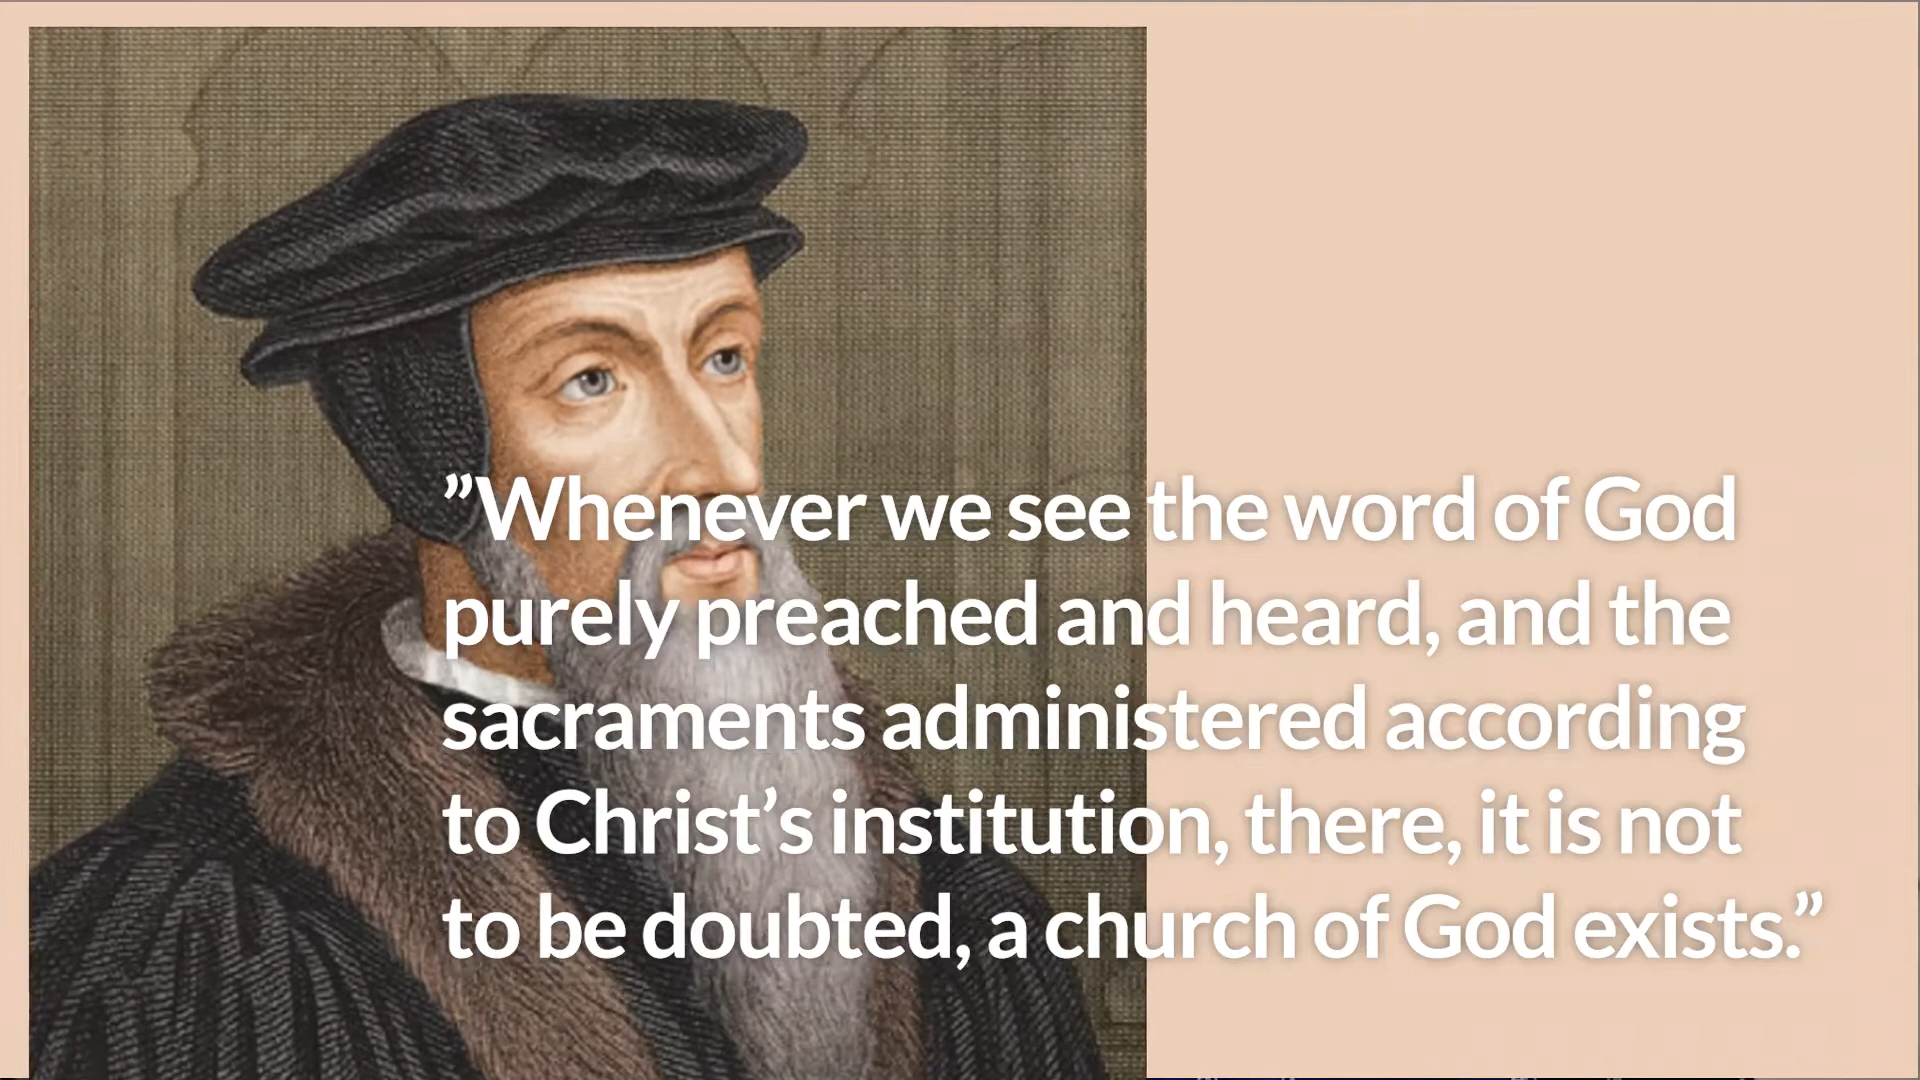 ”Whenever we see the word of God
purely preached and heard, and the
sacraments administered according
to Christ’s institution, there, it is not
to be doubted, a church of God exists.”